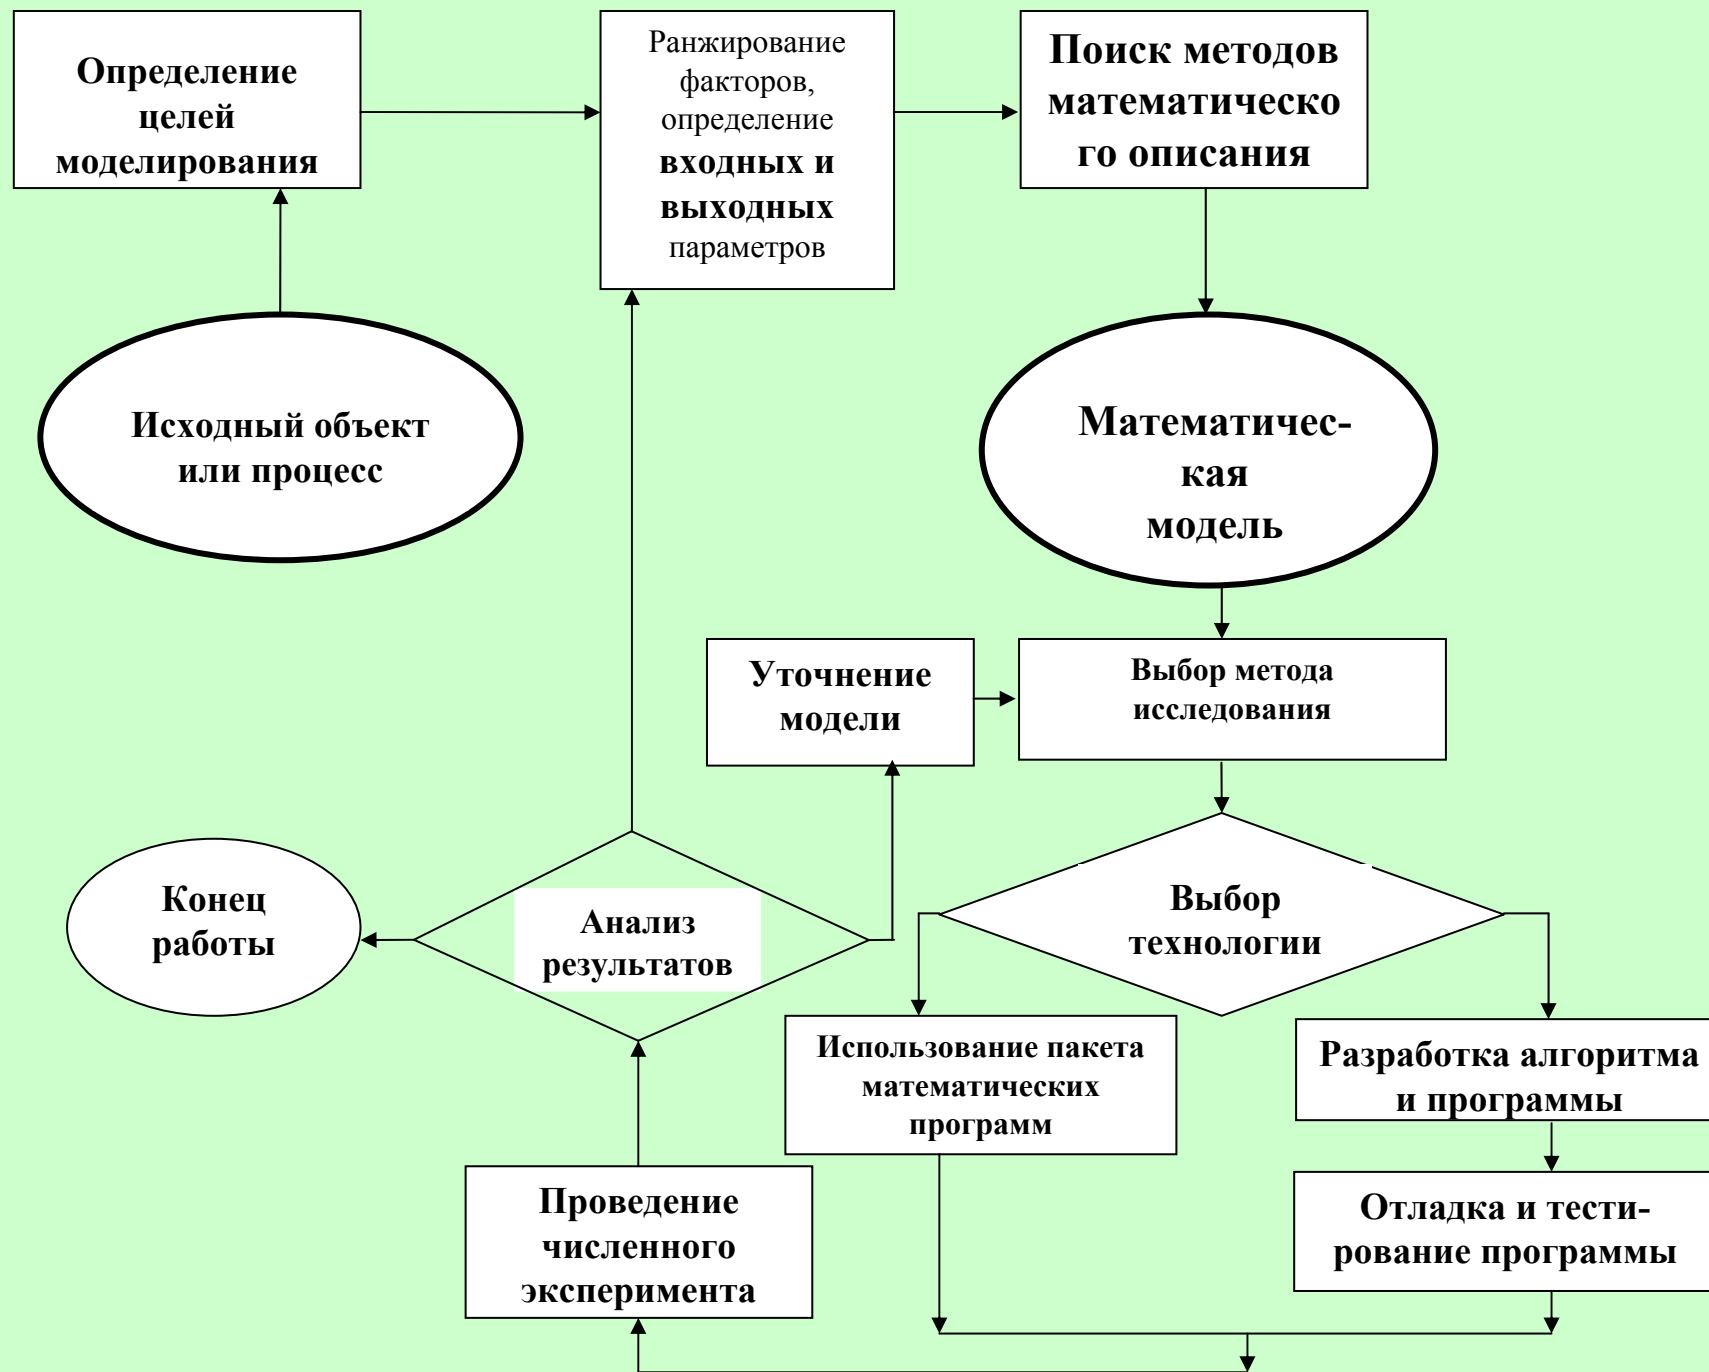 Определение
целей
моделирования
Ранжирование
факторов,
определение
входных и
выходных
параметров
Поиск методов
математическо
го описания
Исходный объект
или процесс
Математичес-
кая
модель
Уточнение
модели
Выбор метода
исследования
Конец
работы
Анализ
результатов
Выбор
технологии
Использование пакета
математических
программ
Разработка алгоритма
и программы
Проведение
численного
эксперимента
Отладка и тести-
рование программы